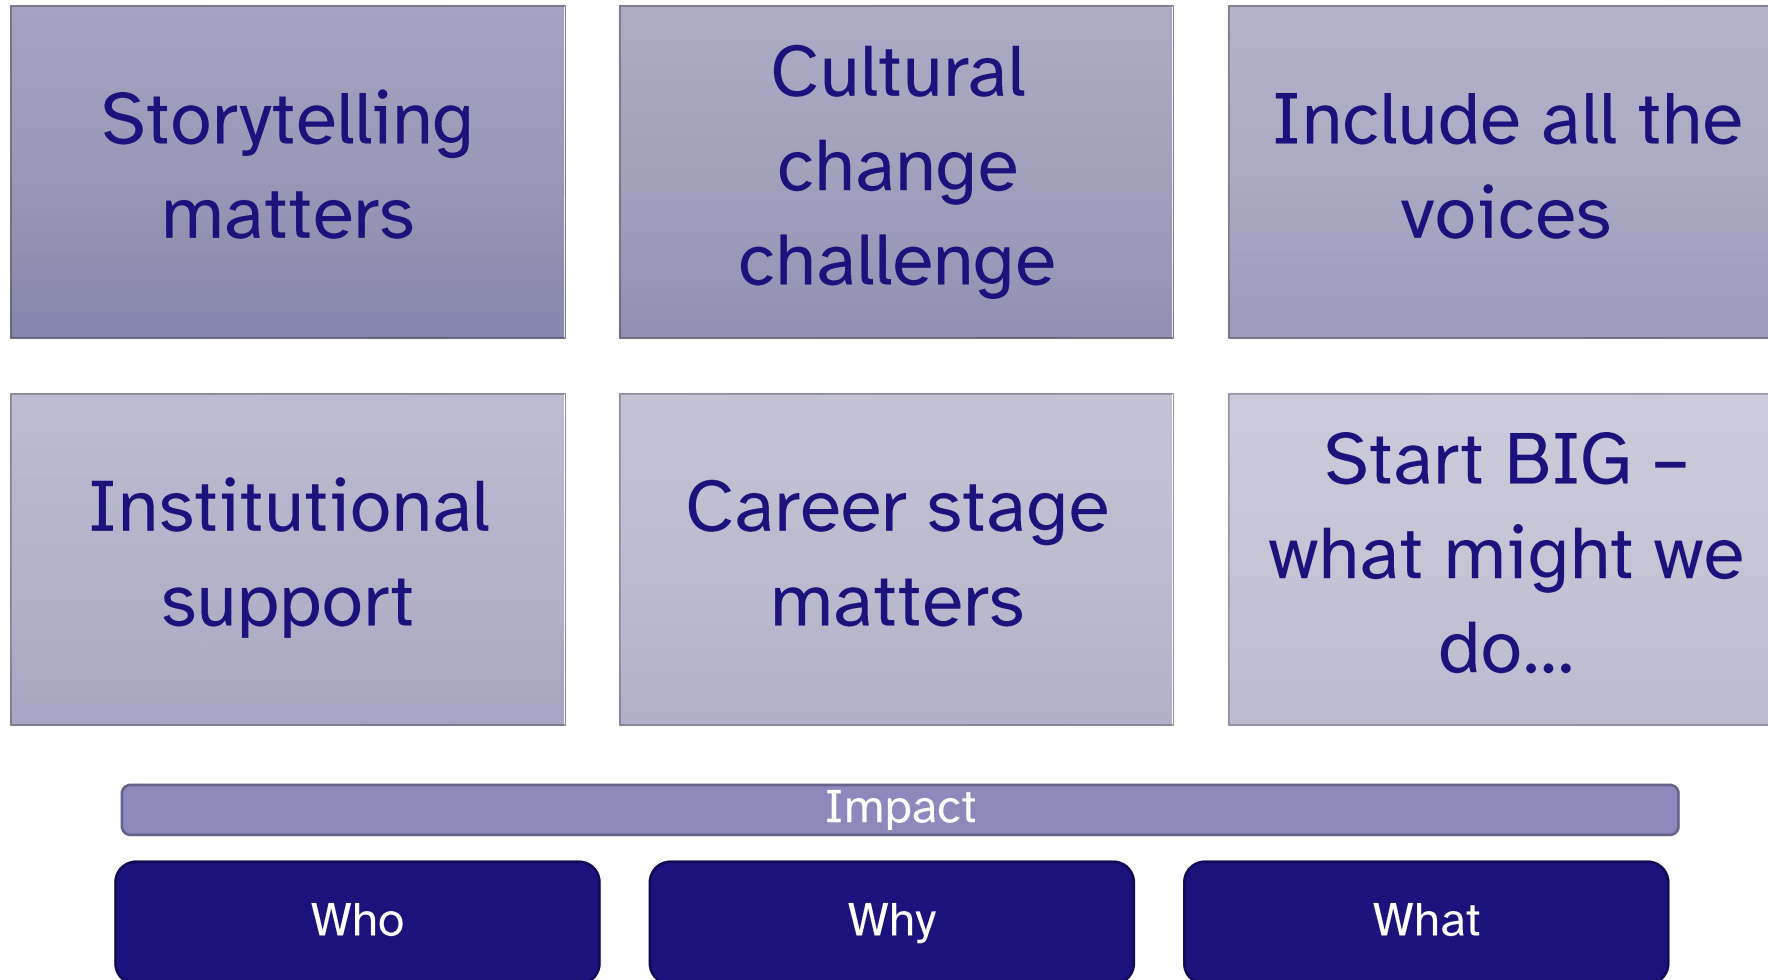 Storytelling
matters
Cultural
change
challenge
Include all the
voices
Institutional
support
Career stage
matters
Start BIG –
what might we
do...
Impact
Who
Why
What